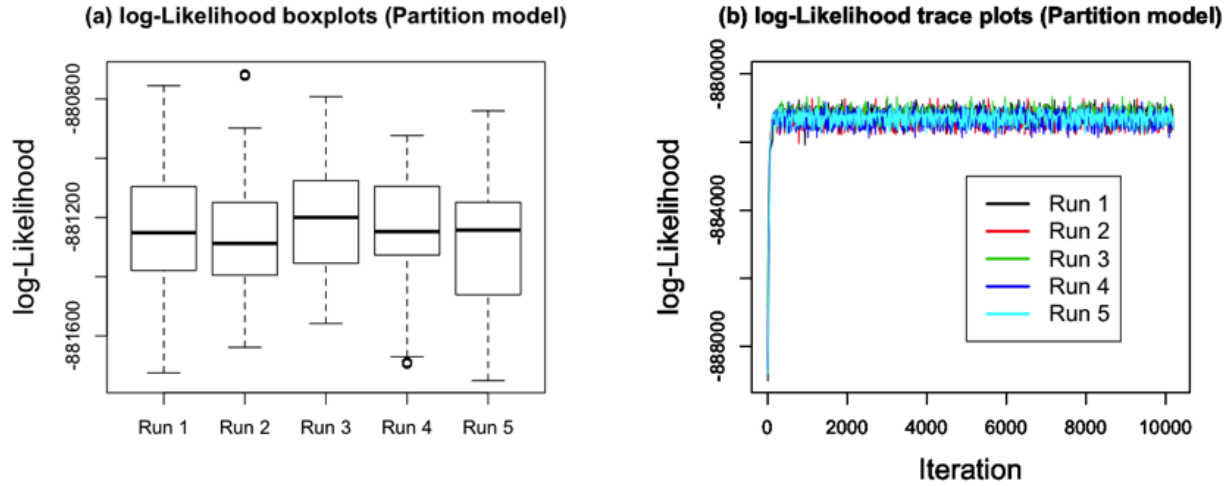 (a) log-Likelihood boxplots (Partition model)
log-Likelihood
-880800
-881200
-881600
Run 1 Run 2 Run 3 Run 4 Run 5
(b) log-Likelihood trace plots (Partition model)
log-Likelihood
-880000
-884000
-888000
Run 1
Run 2
Run 3
Run 4
Run 5
0 2000 4000 6000 8000 10000
Iteration